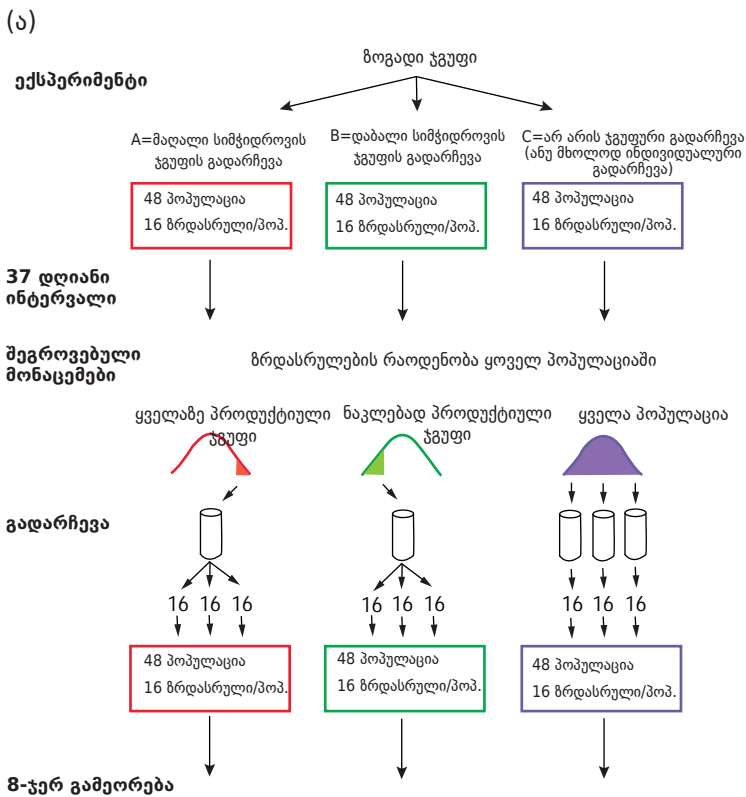 (ა)
ზოგადი ჯგუფი
ექსპერიმენტი
A=მაღალი სიმჭიდროვის
ჯგუფის გადარჩევა
B=დაბალი სიმჭიდროვის
ჯგუფის გადარჩევა
C=არ არის ჯგუფური გადარჩევა
(ანუ მხოლოდ ინდივიდუალური
გადარჩევა)
48 პოპულაცია
16 ზრდასრული/პოპ.
48 პოპულაცია
16 ზრდასრული/პოპ.
48 პოპულაცია
16 ზრდასრული/პოპ.
37 დღიანი
ინტერვალი
შეგროვებული
მონაცემები
ზრდასრულების რაოდენობა ყოველ პოპულაციაში
ყველაზე პროდუქტიული
ჯგუფი
ნაკლებად პროდუქტიული
ჯგუფი
ყველა პოპულაცია
გადარჩევა
16 16 16
16 16 16
16 16 16
48 პოპულაცია
16 ზრდასრული/პოპ.
48 პოპულაცია
16 ზრდასრული/პოპ.
48 პოპულაცია
16 ზრდასრული/პოპ.
8-ჯერ გამეორება